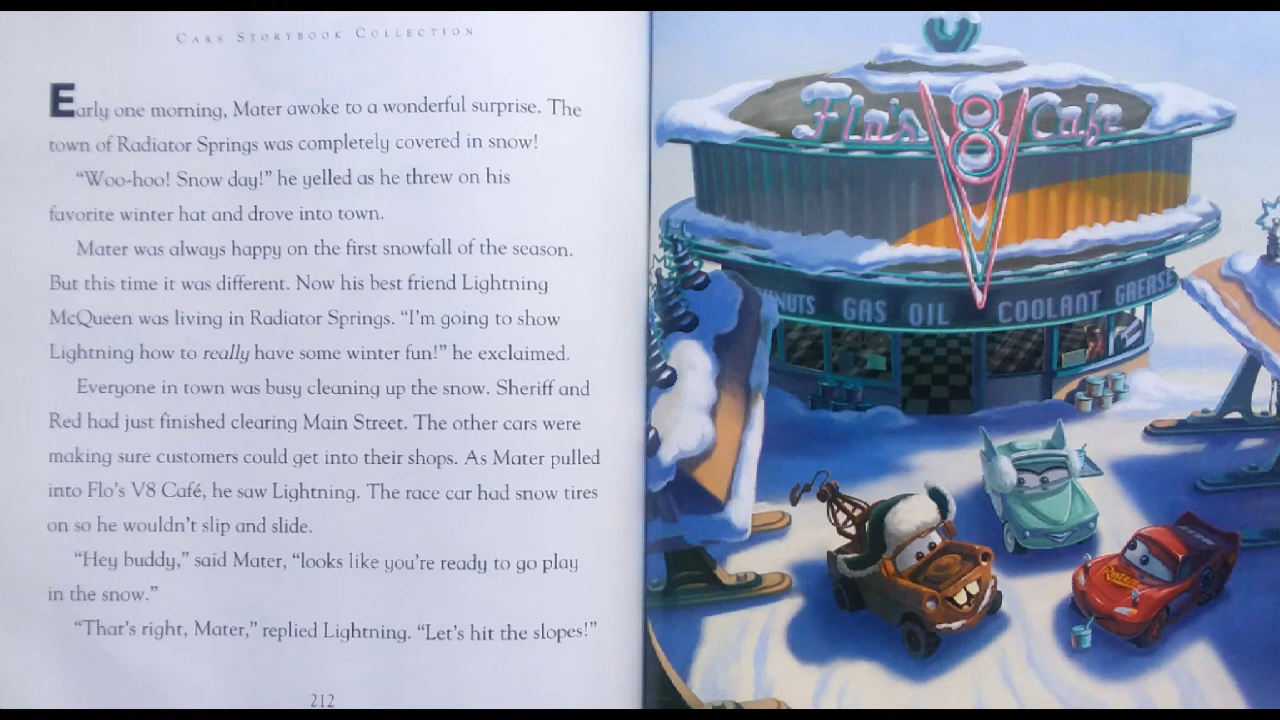 CARS STORYBOOK COLLECTION
Early one morning, Mater awoke to a wonderful surprise. The
town of Radiator Springs was completely covered in snow!
“Woo-hoo! Snow day!” he yelled as he threw on his
favorite winter hat and drove into town.
Mater was always happy on the first snowfall of the season.
But this time it was different. Now his best friend Lightning
McQueen was living in Radiator Springs. “I'm going to show
Lightning how to really have some winter fun!” he exclaimed.
Everyone in town was busy cleaning up the snow. Sheriff and
Red had just finished clearing Main Street. The other cars were
making sure customers could get into their shops. As Mater pulled
into Flo's V8 Café, he saw Lightning. The race car had snow tires
on so he wouldn't slip and slide.
“Hey buddy,” said Mater, “looks like you're ready to go play
in the snow.”
“That's right, Mater,” replied Lightning. “Let's hit the slopes!”
212
Flo's V8 Cafe
GAS OIL COOLANT GREASE